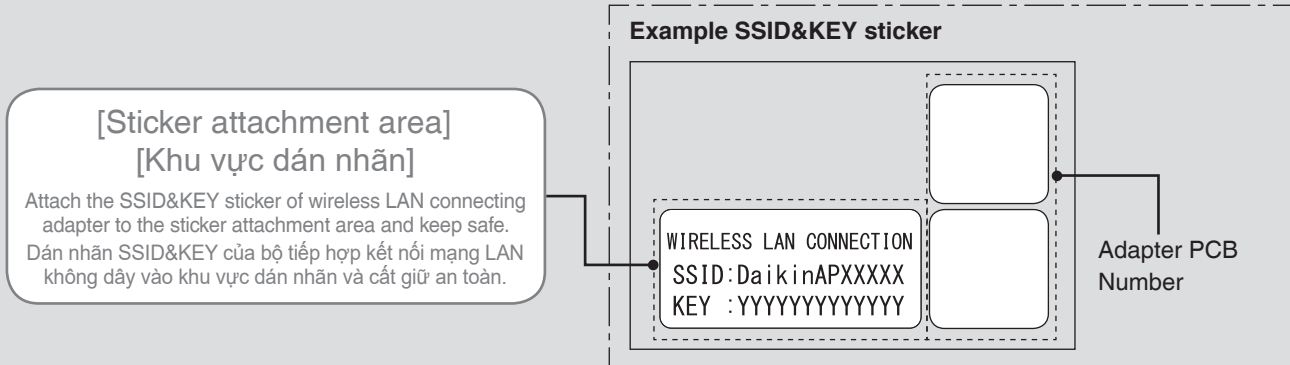 Example SSID&KEY sticker
[Sticker attachment area]
[Khu vực dán nhãn]
Attach the SSID&KEY sticker of wireless LAN connecting
adapter to the sticker attachment area and keep safe.
Dán nhãn SSID&KEY của bộ tiếp hợp kết nối mạng LAN
không dây vào khu vực dán nhãn và cất giữ an toàn.
WIRELESS LAN CONNECTION
SSID:DaikinAPXXXXX
KEY :YYYYYYYYYYYYYY
Adapter PCB
Number